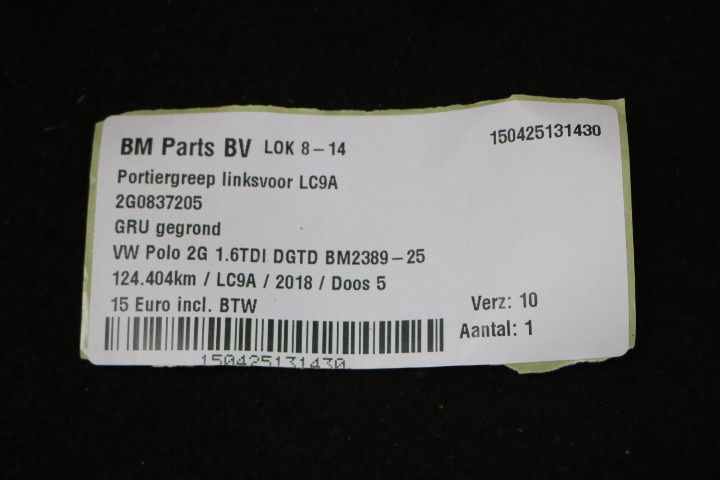 BM Parts BV LOK 8-14
150425131430
Portiergreep linksvoor LC9A
2G0837205
GRU gegrond
VW Polo 2G 1.6TDI DGTD BM2389-25
124.404km / LC9A / 2018 / Doos 5
15 Euro incl. BTW
Verz: 10
Aantal: 1
150425131430